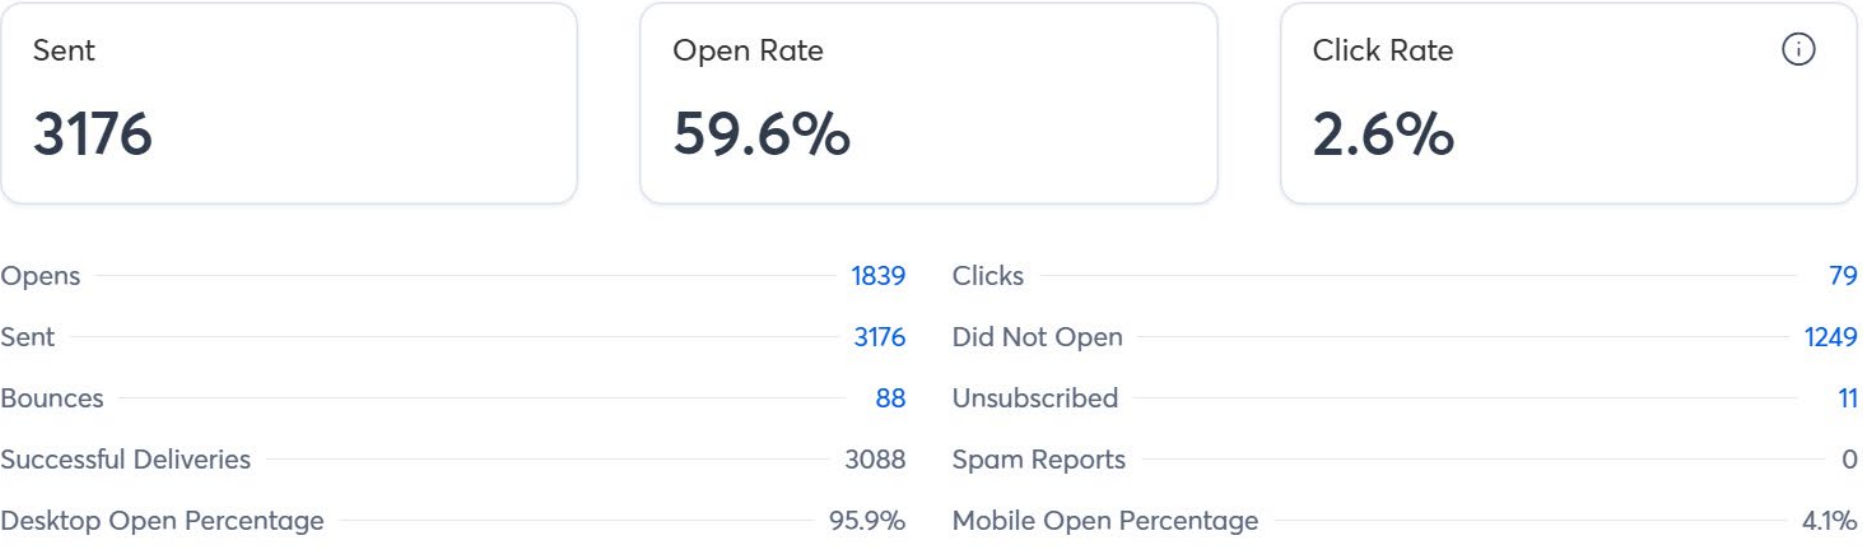 Sent
3176
Open Rate
59.6%
Click Rate
2.6%
Opens 1839
Sent 3176
Bounces 88
Successful Deliveries 3088
Desktop Open Percentage 95.9%
Clicks 79
Did Not Open 1249
Unsubscribed 11
Spam Reports 0
Mobile Open Percentage 4.1%